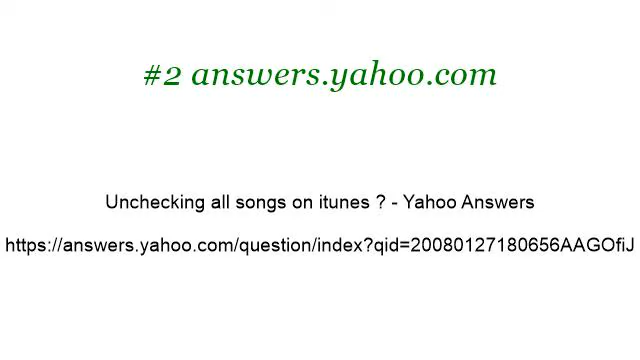 #2 answers.yahoo.com
Unchecking all songs on itunes ? - Yahoo Answers
https://answers.yahoo.com/question/index?qid=20080127180656AAGOfiJ